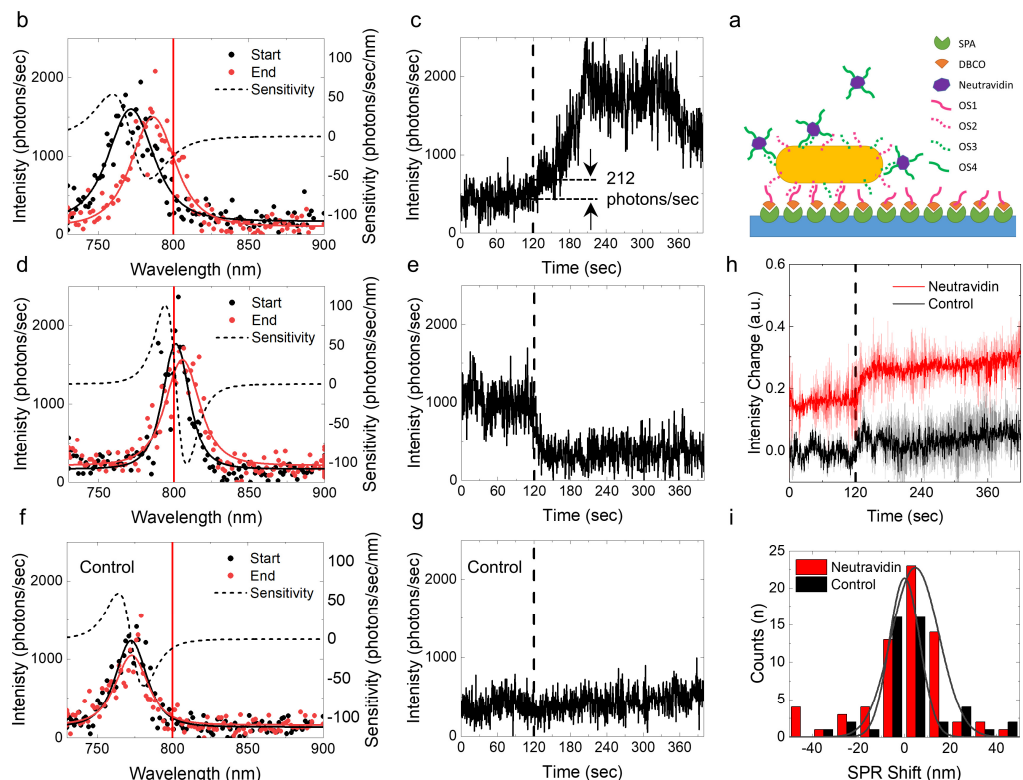 b
Start
End
Sensitivity
Intenisty (photons/sec)
2000
1000
0
750
800
850
900
Wavelength (nm)
100
50
0
-50
-100
Sensitivity (photons/sec/nm)
c
Intenisty (photons/sec)
2000
1000
0
212
photons/sec
0
60
120
180
240
300
360
Time (sec)
a
SPA
DBCO
Neutravidin
OS1
OS2
OS3
OS4
d
Start
End
Sensitivity
Intenisty (photons/sec)
2000
1000
0
750
800
850
900
Wavelength (nm)
100
50
0
-50
-100
Sensitivity (photons/sec/nm)
e
Intenisty (photons/sec)
2000
1000
0
0
60
120
180
240
300
360
Time (sec)
h
Neutravidin
Control
Intenisty Change (a.u.)
0.6
0.4
0.2
0.0
0
120
240
360
Time (sec)
f
Control
Start
End
Sensitivity
Intenisty (photons/sec)
2000
1000
0
750
800
850
900
Wavelength (nm)
100
50
0
-50
-100
Sensitivity (photons/sec/nm)
g
Control
Intenisty (photons/sec)
2000
1000
0
0
60
120
180
240
300
360
Time (sec)
i
Neutravidin
Control
Counts (n)
25
20
15
10
5
0
-40
-20
0
20
40
SPR Shift (nm)